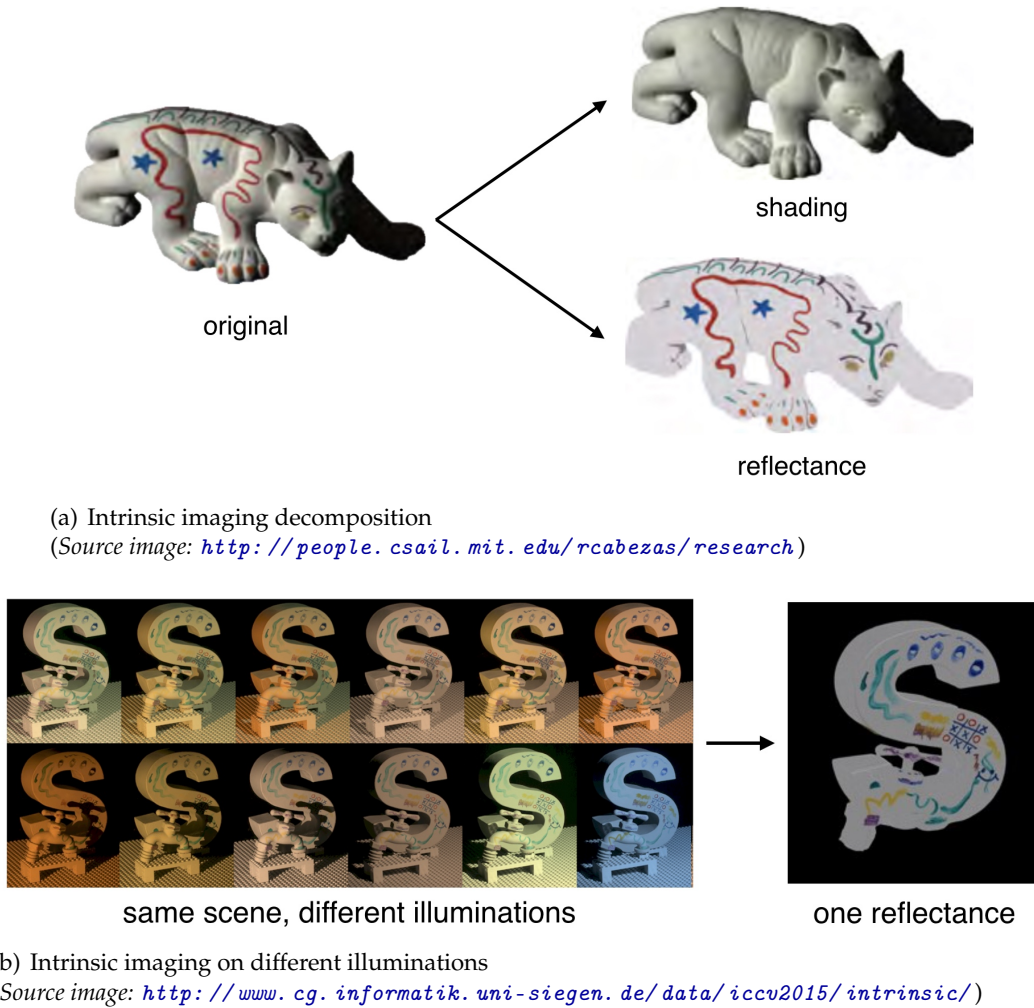 shading
original
reflectance
(a) Intrinsic imaging decomposition
(Source image: http://people.csail.mit.edu/rcabezas/research)
same scene, different illuminations
one reflectance
b) Intrinsic imaging on different illuminations
Source image: http://www.cg.informatik.uni-siegen.de/data/iccv2015/intrinsic/)